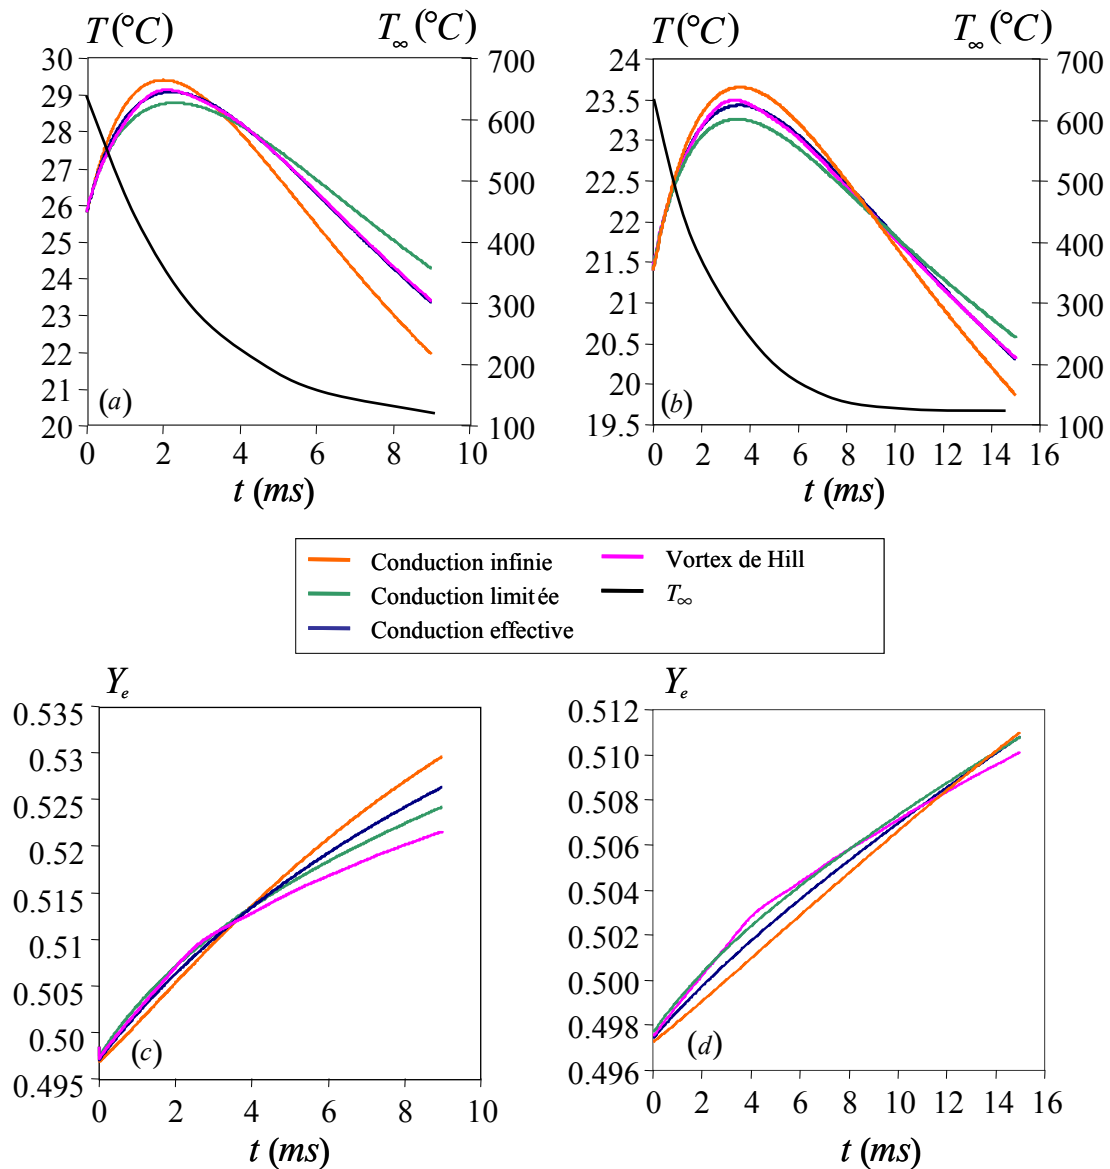 T(°C) T∞(°C) T(°C) T∞(°C)
30 700 700
29 600 23.5 600
28 23
27 500 22.5 500
26 22
25 400 21.5 400
24
23 300 21 300
22 200 20.5 200
21 20
20 (a) 100 19.5 (b) 100
0 2 4 6 8 10 0 2 4 6 8 10 12 14 16
t (ms) t (ms)
Conduction infinie Vortex de Hill
Conduction limitée T∞
Conduction effective
Ye Ye
0.535 0.512
0.53 0.510
0.525 0.508
0.52 0.506
0.515 0.504
0.51 0.502
0.505 0.500
0.50 0.498
0.495 (c) 0.496 (d)
0 2 4 6 8 10 0 2 4 6 8 10 12 14 16
t (ms) t (ms)